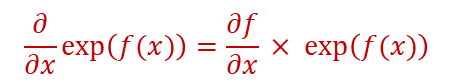 ∂/∂x exp(f(x)) = ∂f/∂x × exp(f(x))